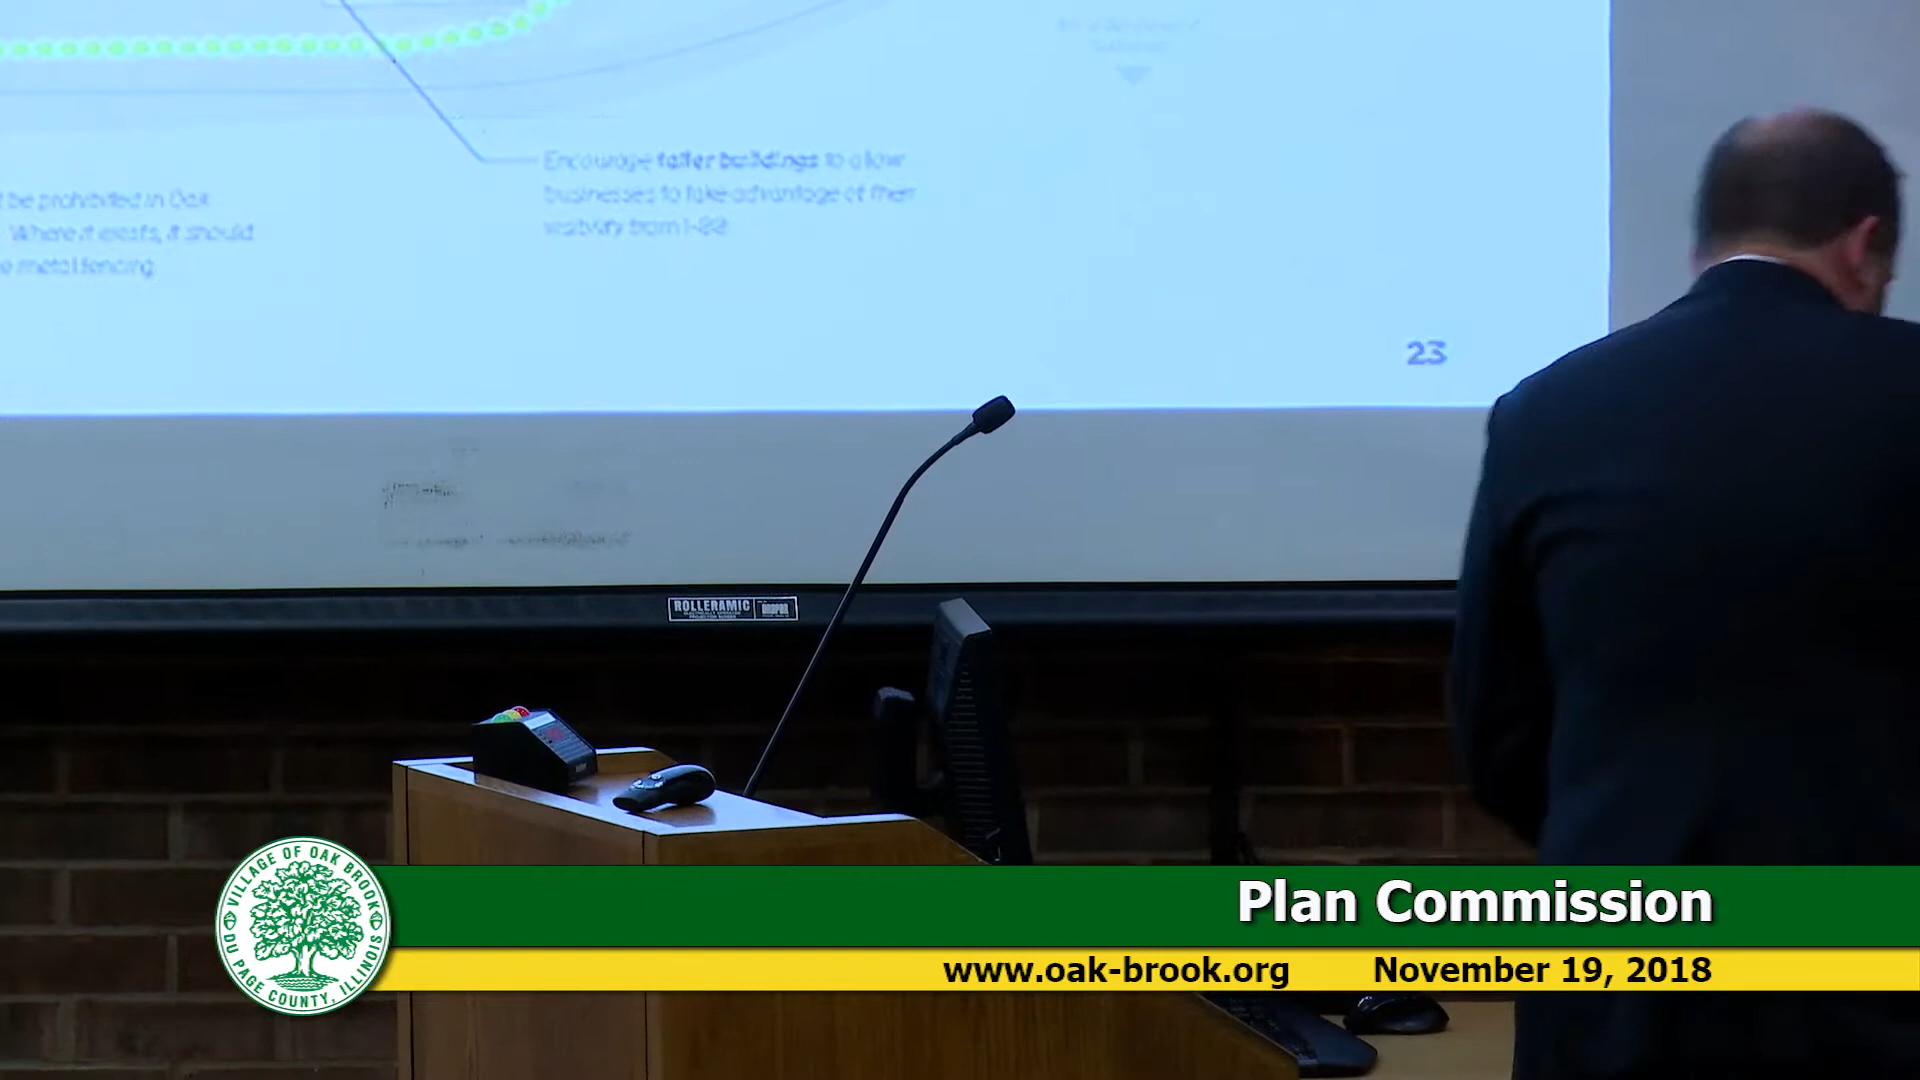 Encourage taller buildings to allow
businesses to take advantage of their
visibility from I-88.
be prohibited in Oak
Where it exists, it should
metal fencing.
23
ROLLERAMIC
VILLAGE OF OAK BROOK
DU PAGE COUNTY, ILLINOIS
Plan Commission
www.oak-brook.org November 19, 2018